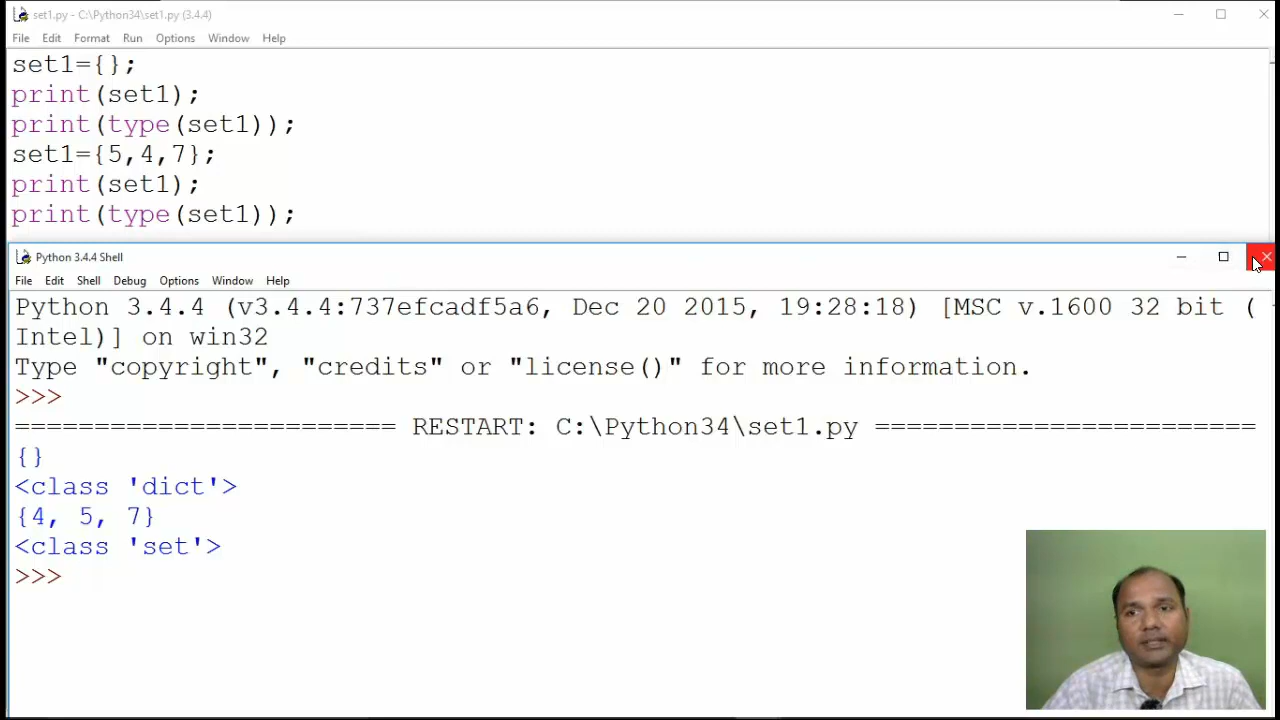 set1.py - C:\Python34\set1.py (3.4.4)
File Edit Format Run Options Window Help
set1={};
print(set1);
print(type(set1));
set1={5,4,7};
print(set1);
print(type(set1));
Python 3.4.4 Shell
File Edit Shell Debug Options Window Help
Python 3.4.4 (v3.4.4:737efcadf5a6, Dec 20 2015, 19:28:18) [MSC v.1600 32 bit (
Intel)] on win32
Type "copyright", "credits" or "license()" for more information.
>>>
======================== RESTART: C:\Python34\set1.py ========================
{}
<class 'dict'>
{4, 5, 7}
<class 'set'>
>>>